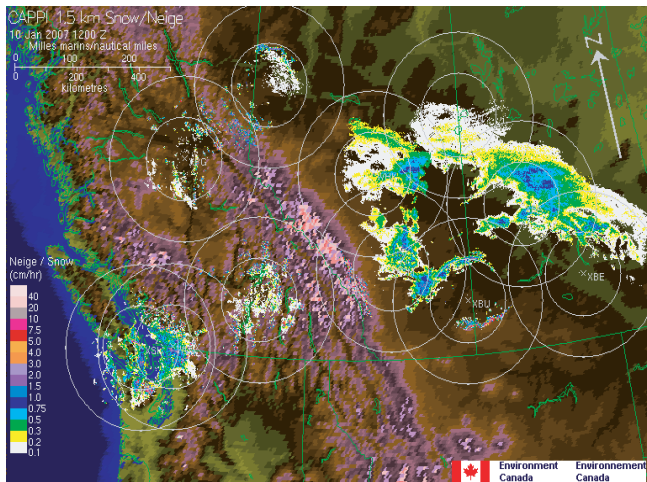 CAPPI 1.5 km Snow/Neige
10 Jan 2007 1200 Z
Milles marins/nautical miles
0 100 200
0 200 400
kilometres
N
XBE
XBU
Neige / Snow
(cm/hr)
40
20
10
7.5
5.0
4.0
3.0
2.0
1.5
1.0
0.75
0.5
0.3
0.2
0.1
Environment
Canada
Environnement
Canada